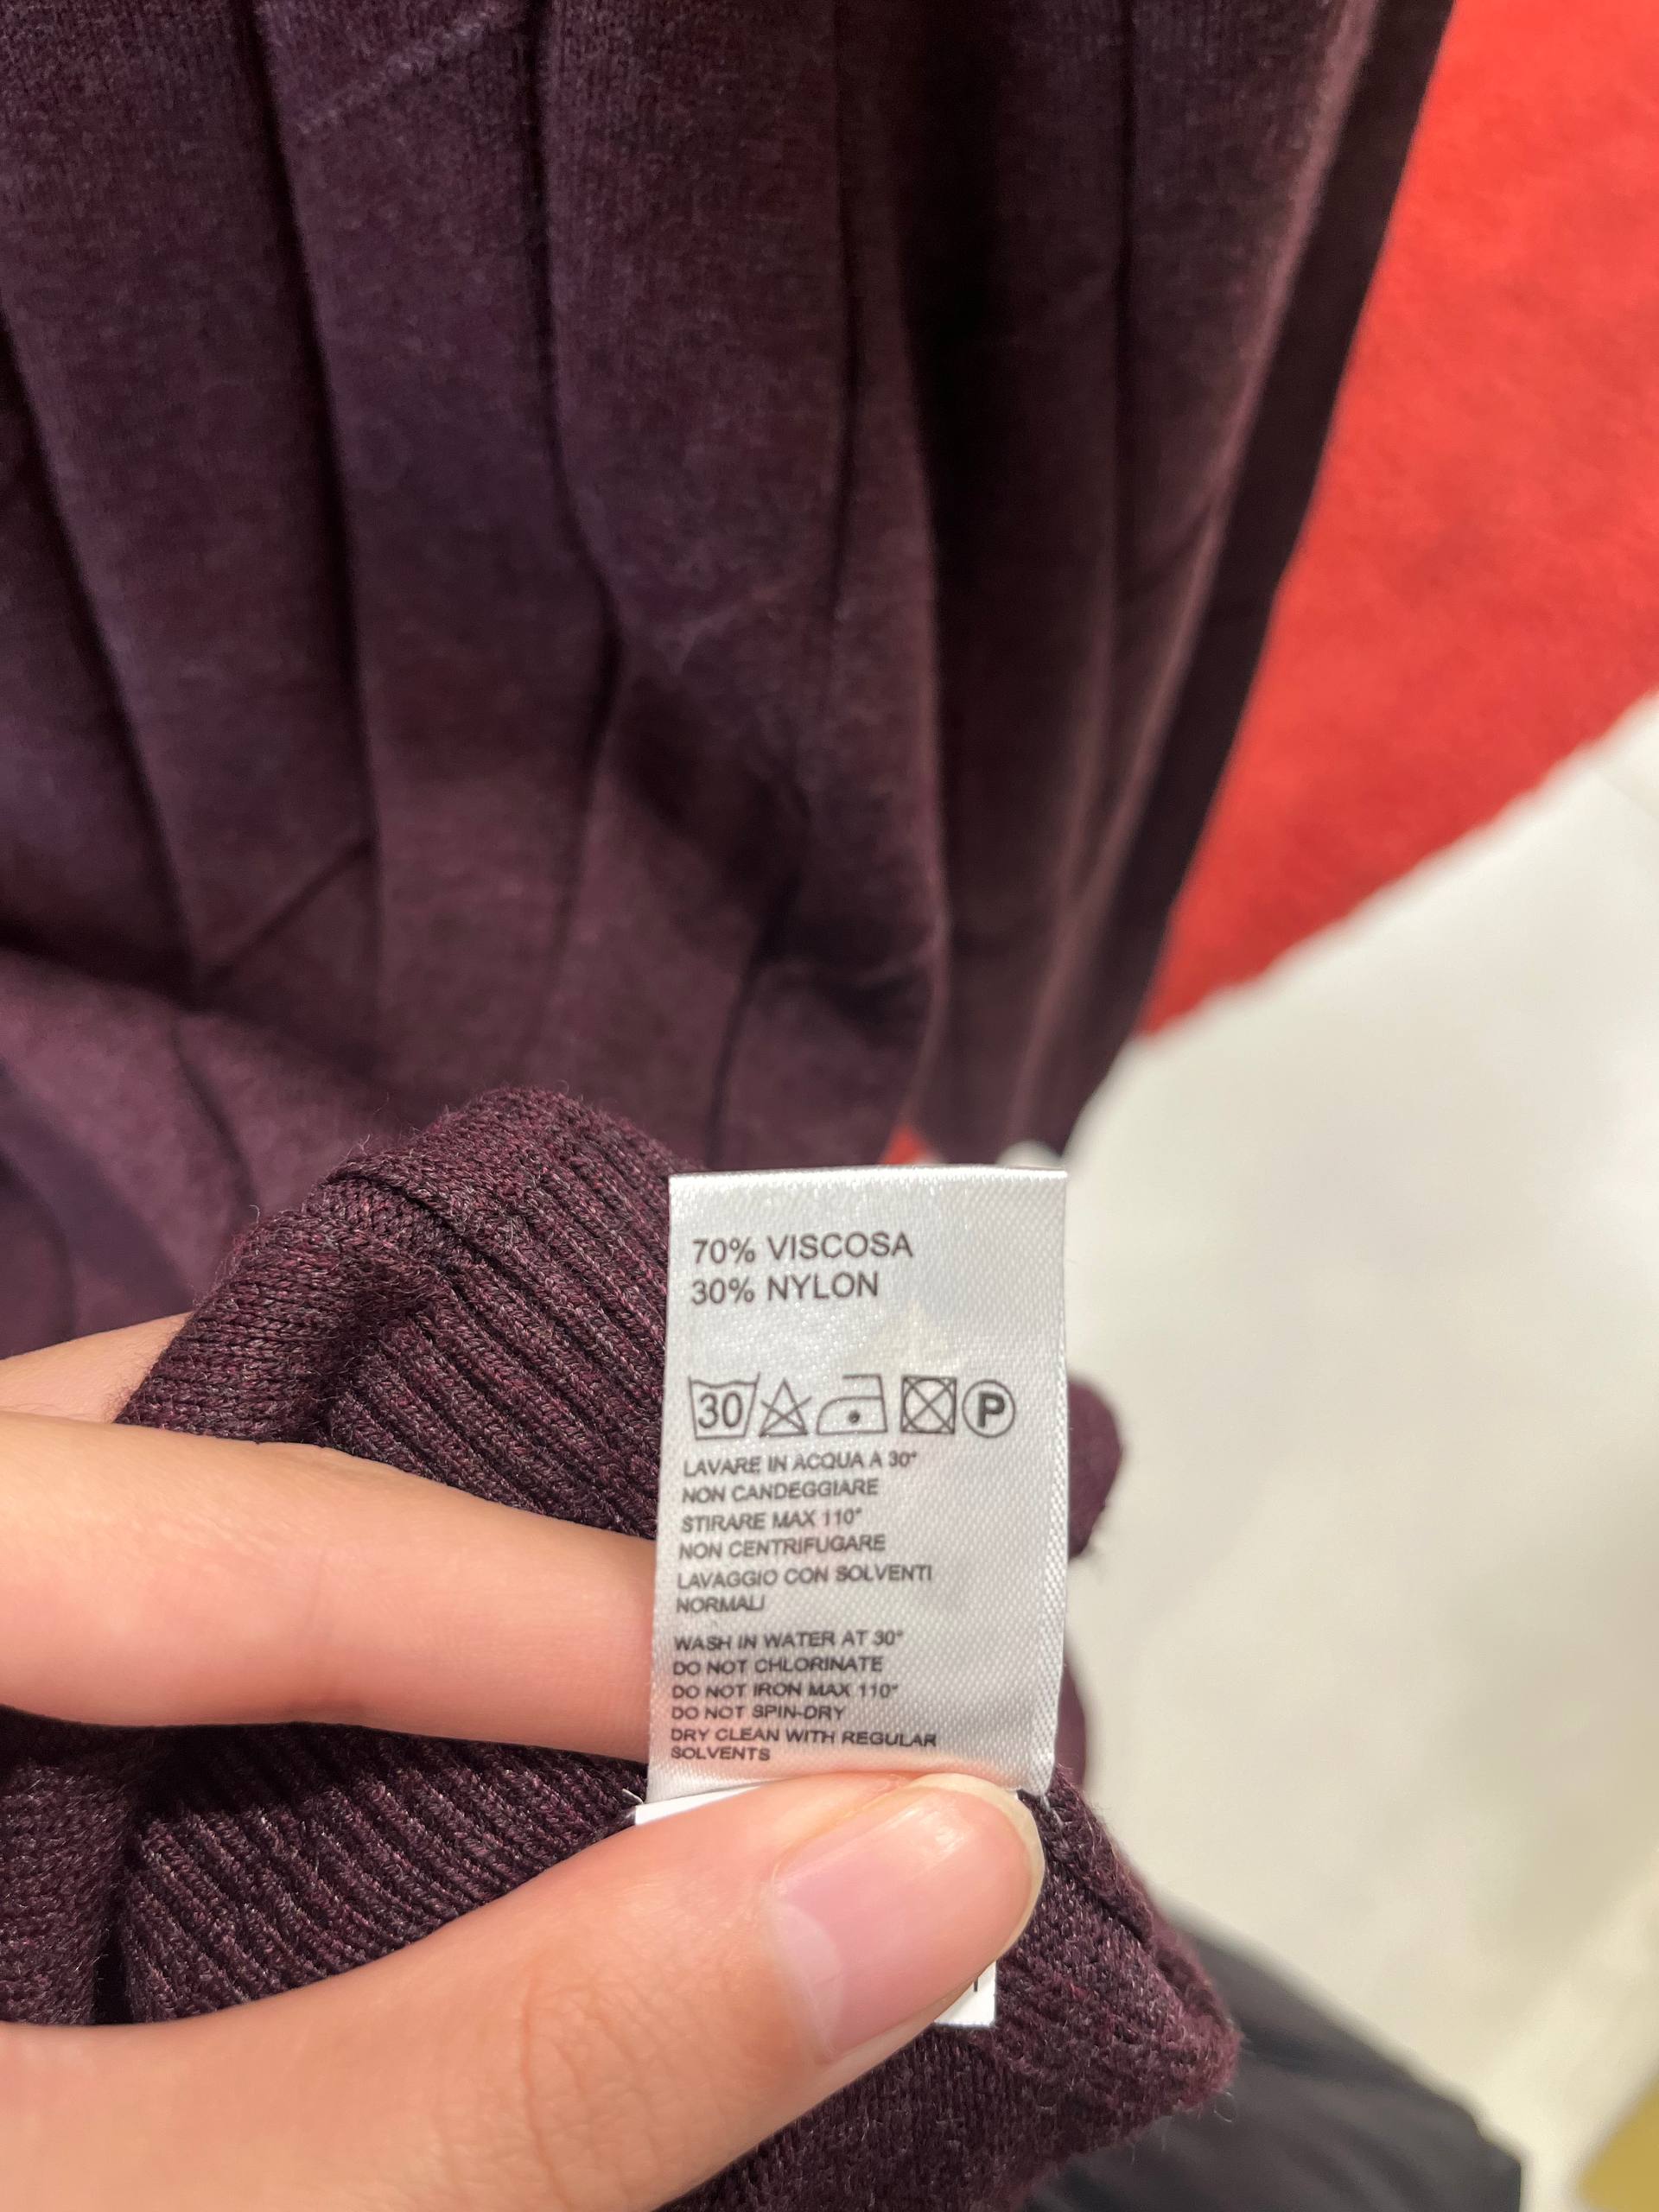 70% VISCOSA
30% NYLON
30 P
LAVARE IN ACQUA A 30°
NON CANDEGGIARE
STIRARE MAX 110°
NON CENTRIFUGARE
LAVAGGIO CON SOLVENTI
NORMALI
WASH IN WATER AT 30°
DO NOT CHLORINATE
DO NOT IRON MAX 110°
DO NOT SPIN-DRY
DRY CLEAN WITH REGULAR
SOLVENTS